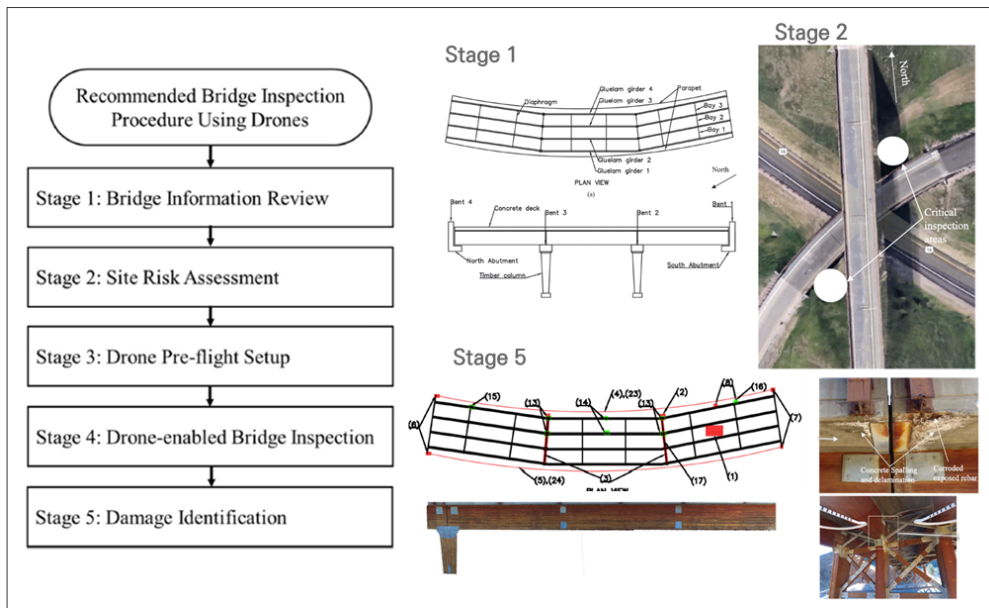 Recommended Bridge Inspection
Procedure Using Drones
Stage 1: Bridge Information Review
Stage 2: Site Risk Assessment
Stage 3: Drone Pre-flight Setup
Stage 4: Drone-enabled Bridge Inspection
Stage 5: Damage Identification
Stage 1
Gluelam girder 4
Gluelam girder 3
Parapet
Diaphragm
Bay 3
Bay 2
Bay 1
Gluelam girder 2
Gluelam girder 1
PLAN VIEW
(a)
North
Bent 4
Concrete deck
Bent 3
Bent 2
Bent
North Abutment
Timber column
South Abutment
Stage 2
North
Critical
inspection
areas
15
Stage 5
(15)
(13)
(14)
(4),(23)
(13)
(2)
(8)
(16)
(6)
(7)
(5),(24)
(3)
(17)
(1)
PLAN VIEW
Concrete Spalling
and delamination
Corroded
exposed rebar